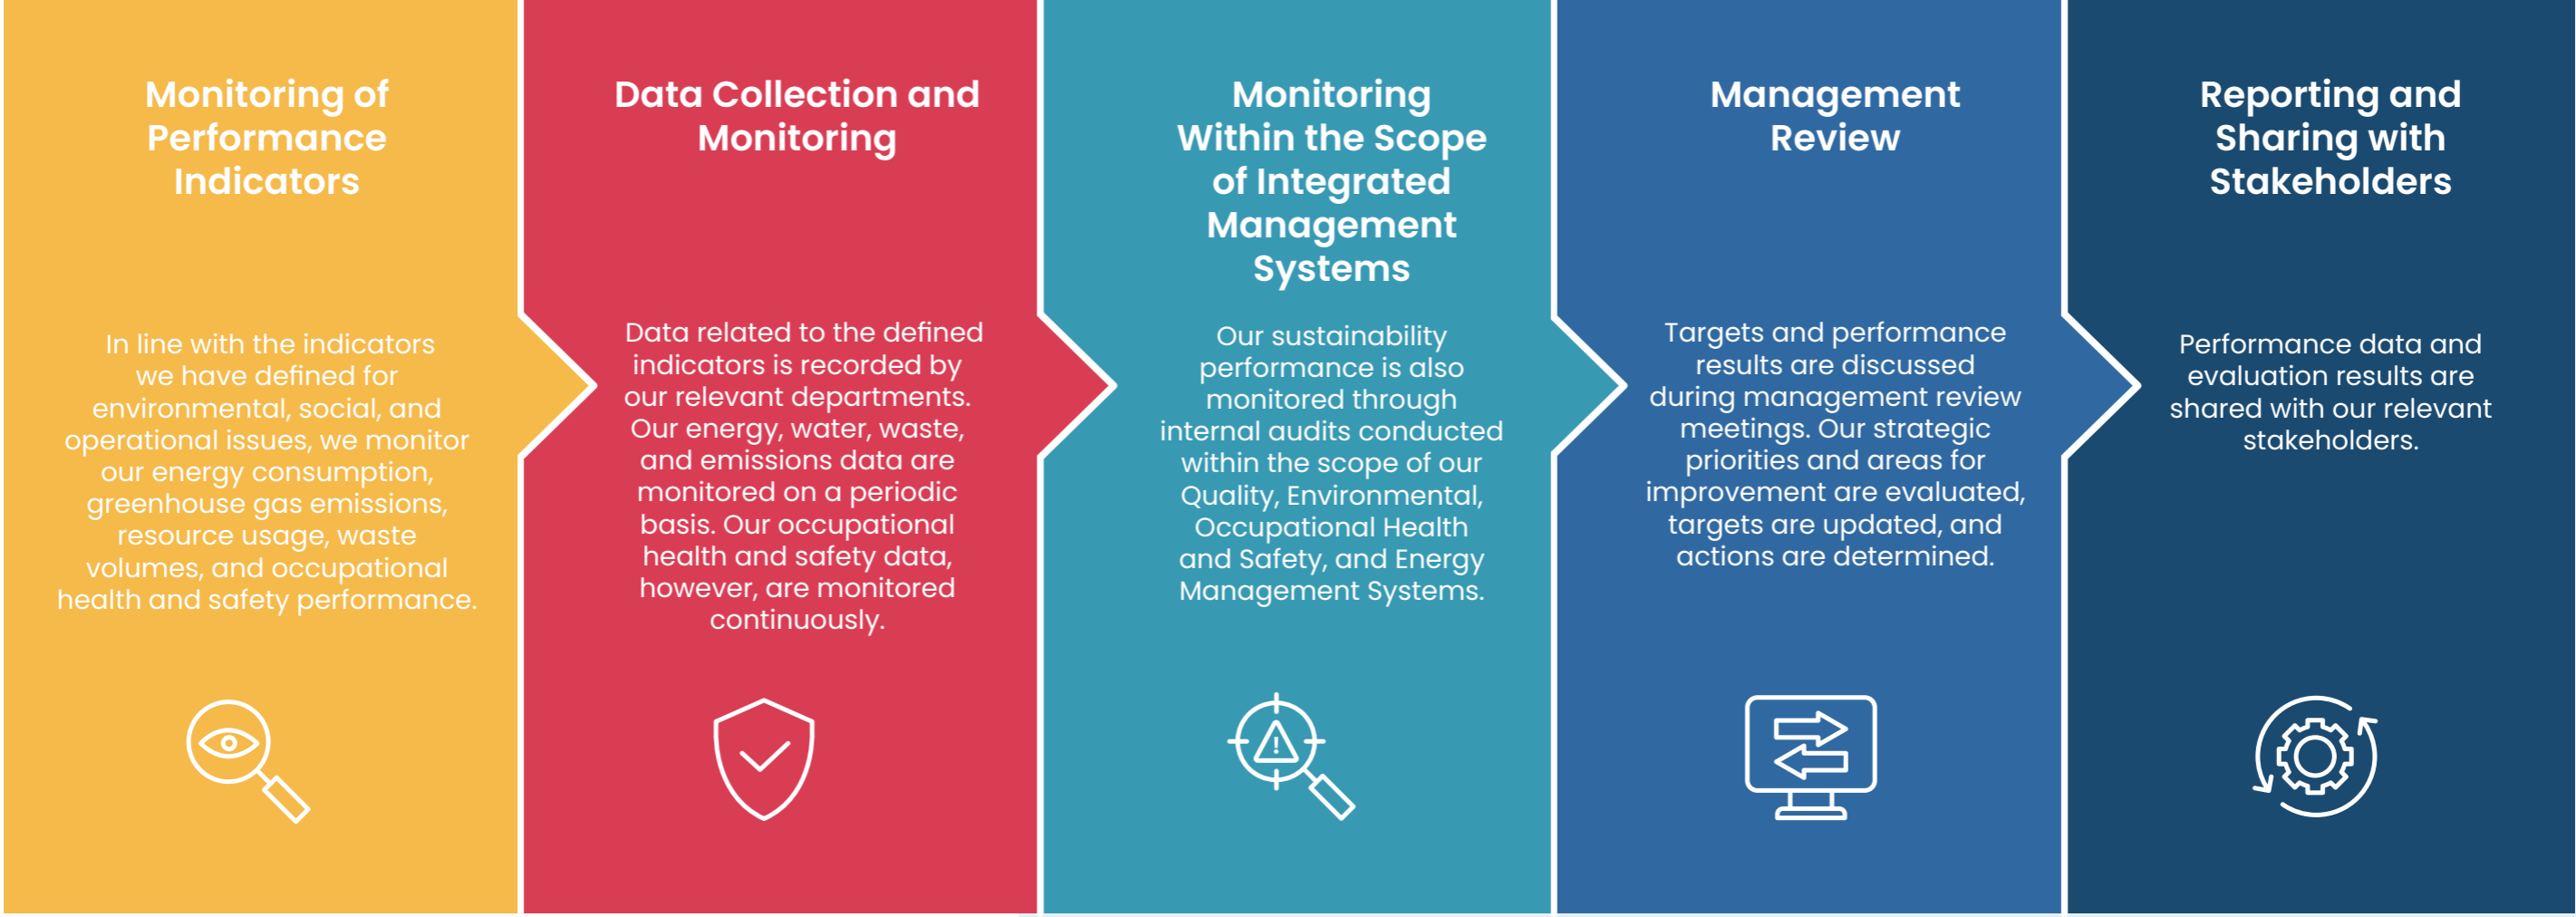 Monitoring of
Performance
Indicators
In line with the indicators
we have defined for
environmental, social, and
operational issues, we monitor
our energy consumption,
greenhouse gas emissions,
resource usage, waste
volumes, and occupational
health and safety performance.
Data Collection and
Monitoring
Data related to the defined
indicators is recorded by
our relevant departments.
Our energy, water, waste,
and emissions data are
monitored on a periodic
basis. Our occupational
health and safety data,
however, are monitored
continuously.
Monitoring
Within the Scope
of Integrated
Management
Systems
Our sustainability
performance is also
monitored through
internal audits conducted
within the scope of our
Quality, Environmental,
Occupational Health
and Safety, and Energy
Management Systems.
Management
Review
Targets and performance
results are discussed
during management review
meetings. Our strategic
priorities and areas for
improvement are evaluated,
targets are updated, and
actions are determined.
Reporting and
Sharing with
Stakeholders
Performance data and
evaluation results are
shared with our relevant
stakeholders.